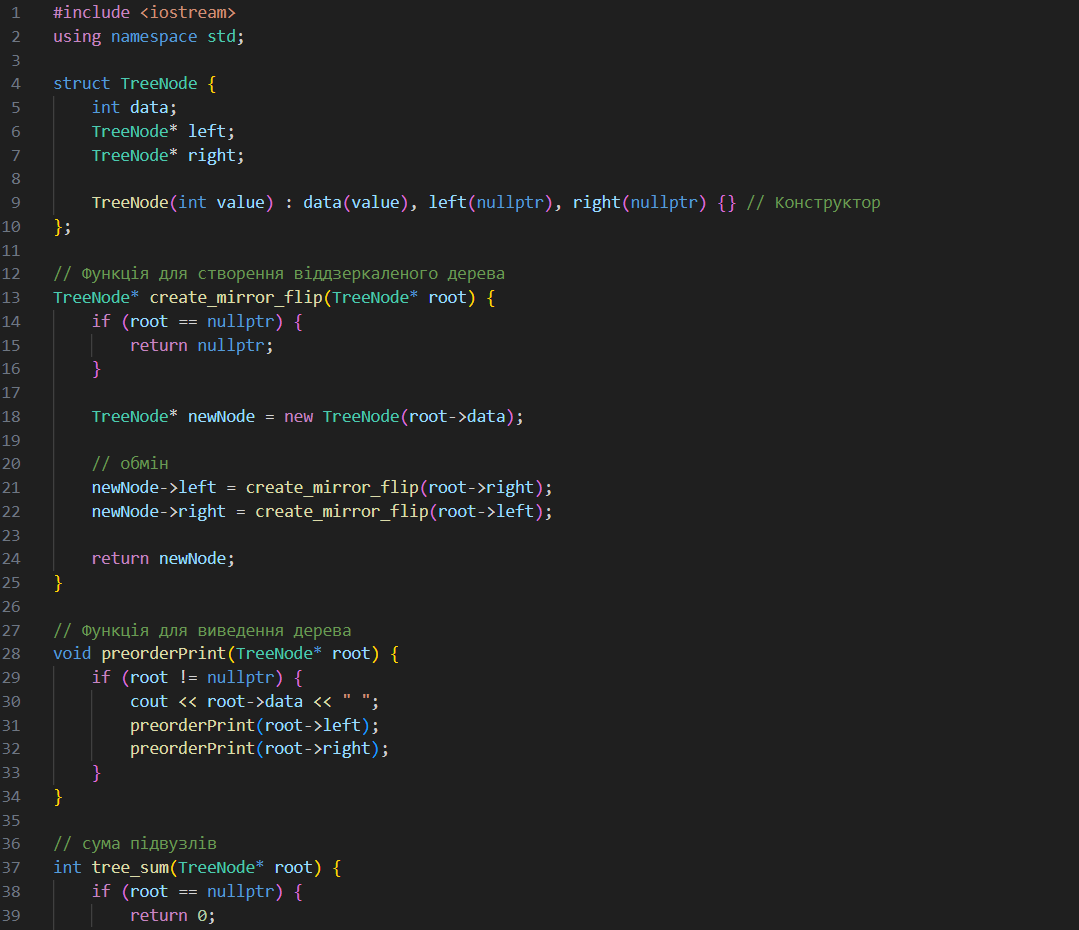 1 #include <iostream>
2 using namespace std;
3
4 struct TreeNode {
5     int data;
6     TreeNode* left;
7     TreeNode* right;
8
9     TreeNode(int value) : data(value), left(nullptr), right(nullptr) {} // Конструктор
10 };
11
12 // Функція для створення віддзеркаленого дерева
13 TreeNode* create_mirror_flip(TreeNode* root) {
14     if (root == nullptr) {
15         return nullptr;
16     }
17
18     TreeNode* newNode = new TreeNode(root->data);
19
20     // обмін
21     newNode->left = create_mirror_flip(root->right);
22     newNode->right = create_mirror_flip(root->left);
23
24     return newNode;
25 }
26
27 // Функція для виведення дерева
28 void preorderPrint(TreeNode* root) {
29     if (root != nullptr) {
30         cout << root->data << " ";
31         preorderPrint(root->left);
32         preorderPrint(root->right);
33     }
34 }
35
36 // сума підвузлів
37 int tree_sum(TreeNode* root) {
38     if (root == nullptr) {
39         return 0;